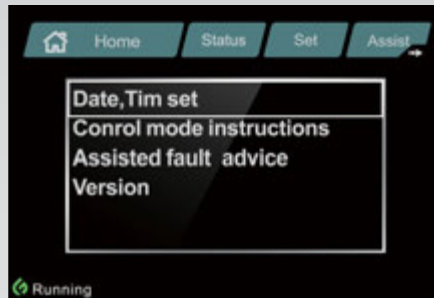 Home Status Set Assist
Date,Tim set
Conrol mode instructions
Assisted fault advice
Version
Running